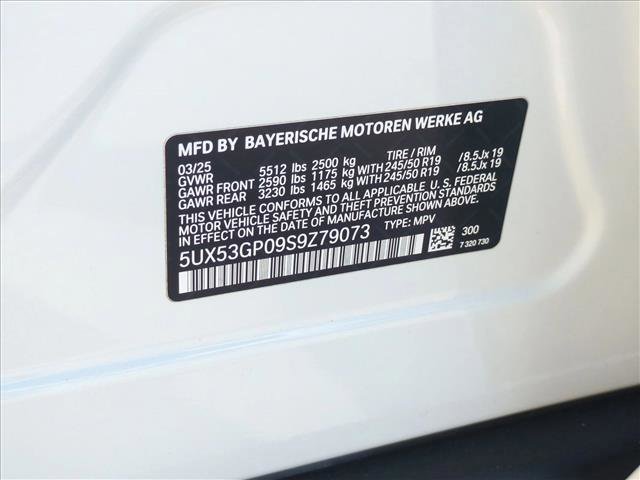 MFD BY BAYERISCHE MOTOREN WERKE AG
03/25 5512 lbs 2500 kg TIRE / RIM
GVWR
GAWR FRONT 2590 lbs 1175 kg WITH 245/50 R19 /8.5Jx 19
GAWR REAR 3230 lbs 1465 kg WITH 245/50 R19 /8.5Jx 19
THIS VEHICLE CONFORMS TO ALL APPLICABLE U.S. FEDERAL
MOTOR VEHICLE SAFETY, BUMPER, AND THEFT PREVENTION
STANDARDS IN EFFECT ON THE DATE OF MANUFACTURE SHOWN ABOVE.
5UX53GP09S9Z79073 TYPE: MPV
300
7 320 730